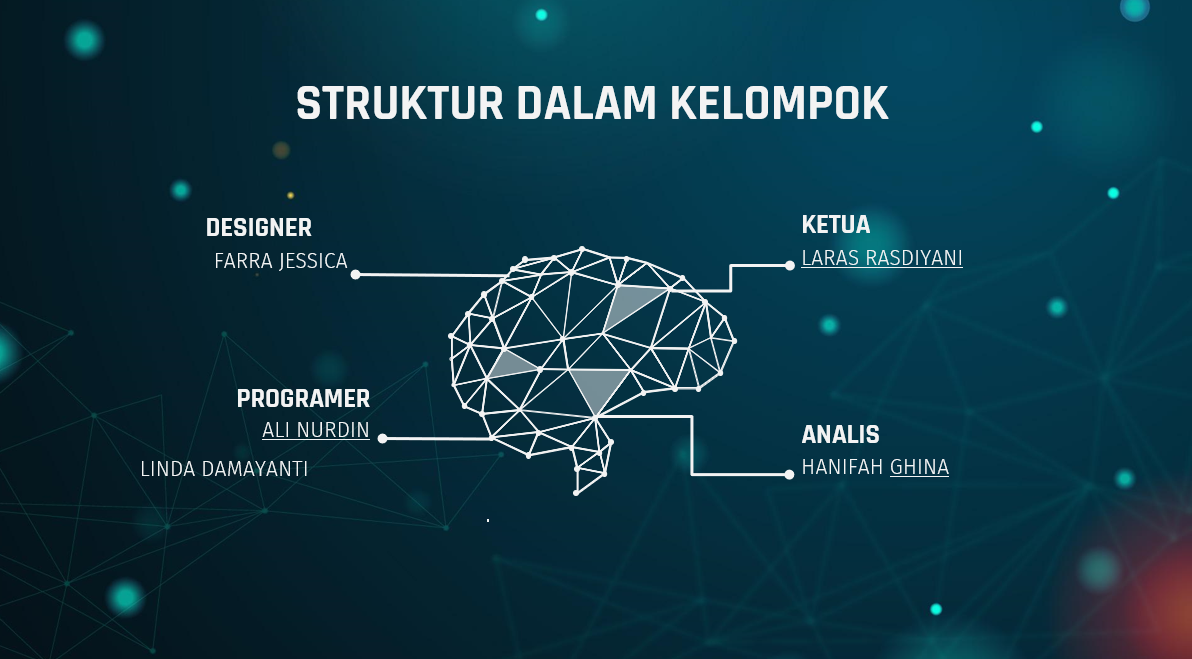 STRUKTUR DALAM KELOMPOK
DESIGNER
FARRA JESSICA
KETUA
LARAS RASDIYANI
PROGRAMER
ALI NURDIN
LINDA DAMAYANTI
ANALIS
HANIFAH GHINA